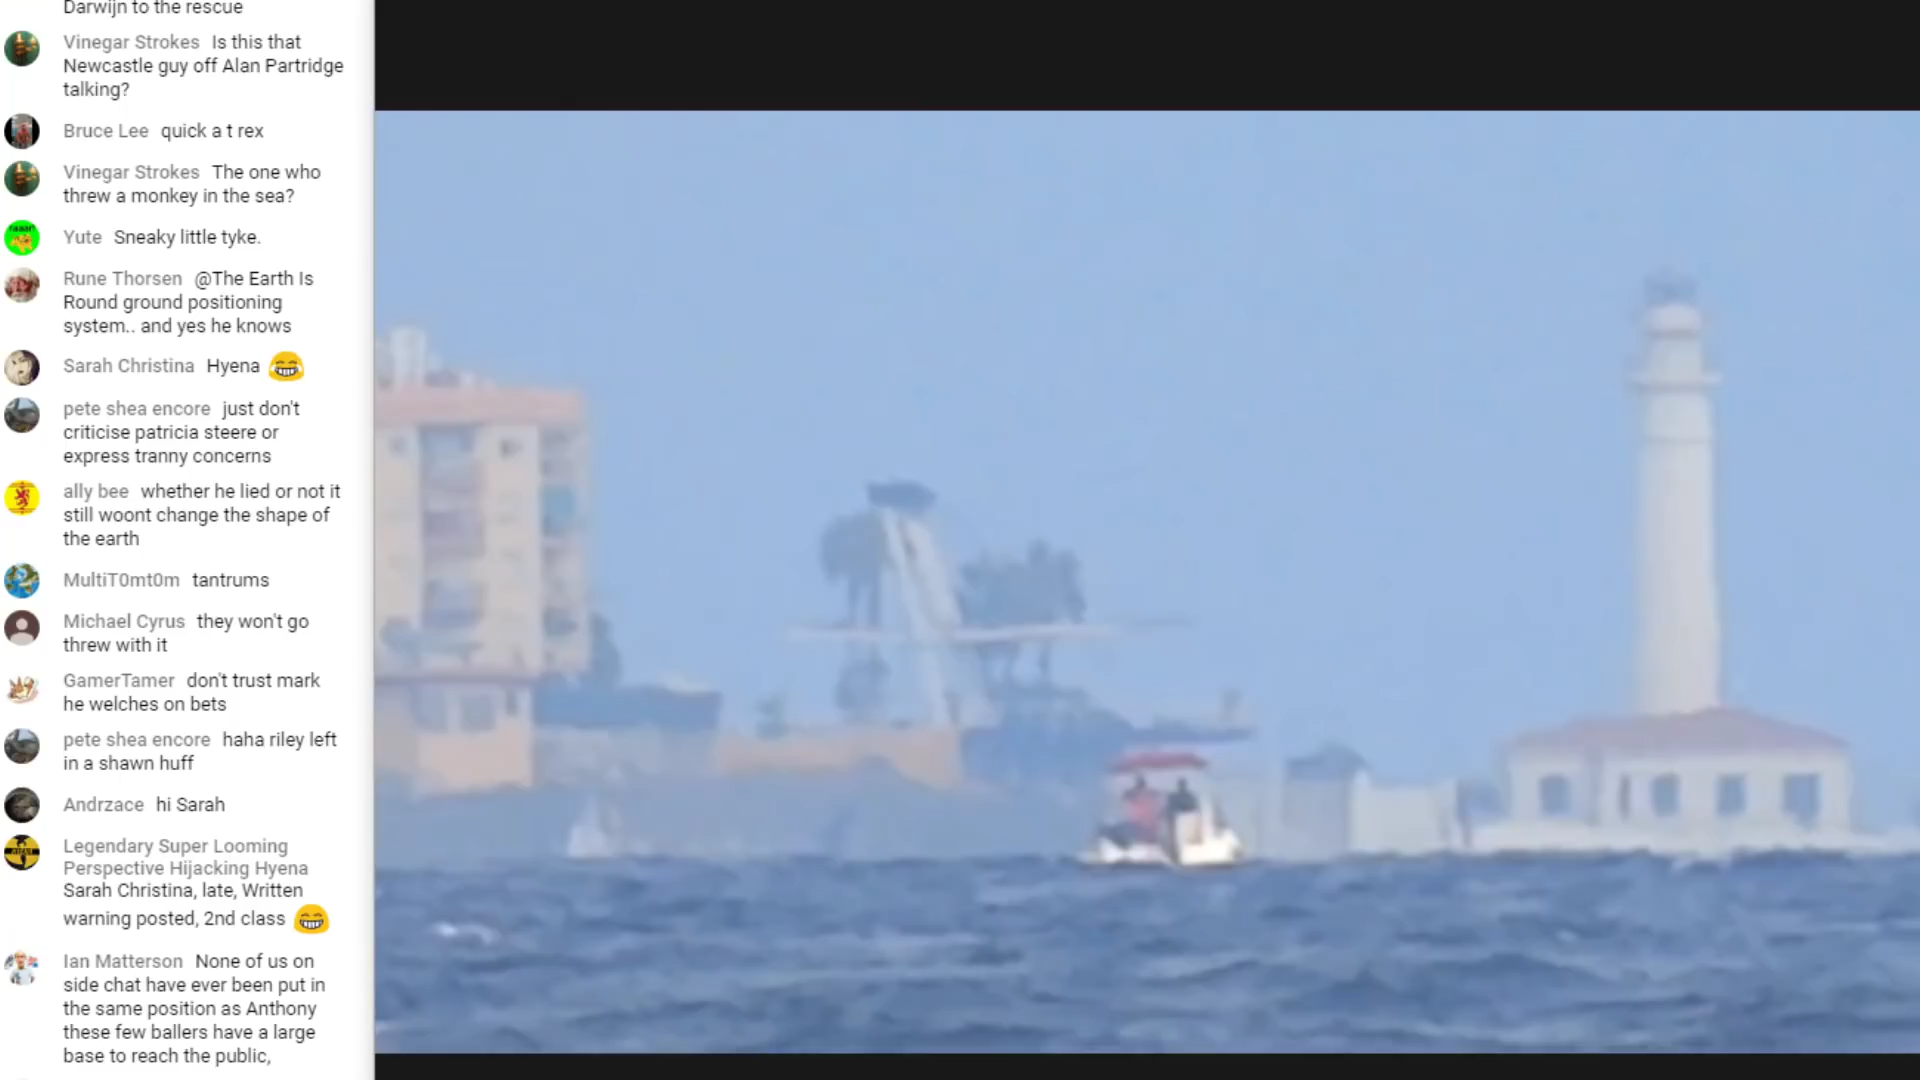 Darwijn to the rescue
Vinegar Strokes Is this that
Newcastle guy off Alan Partridge
talking?
Bruce Lee quick a t rex
Vinegar Strokes The one who
threw a monkey in the sea?
Yute Sneaky little tyke.
Rune Thorsen @The Earth Is
Round ground positioning
system.. and yes he knows
Sarah Christina Hyena
pete shea encore just don't
criticise patricia steere or
express tranny concerns
ally bee whether he lied or not it
still woont change the shape of
the earth
MultiT0mt0m tantrums
Michael Cyrus they won't go
threw with it
GamerTamer don't trust mark
he welches on bets
pete shea encore haha riley left
in a shawn huff
Andrzace hi Sarah
Legendary Super Looming
Perspective Hijacking Hyena
Sarah Christina, late, Written
warning posted, 2nd class
Ian Matterson None of us on
side chat have ever been put in
the same position as Anthony
these few ballers have a large
base to reach the public,